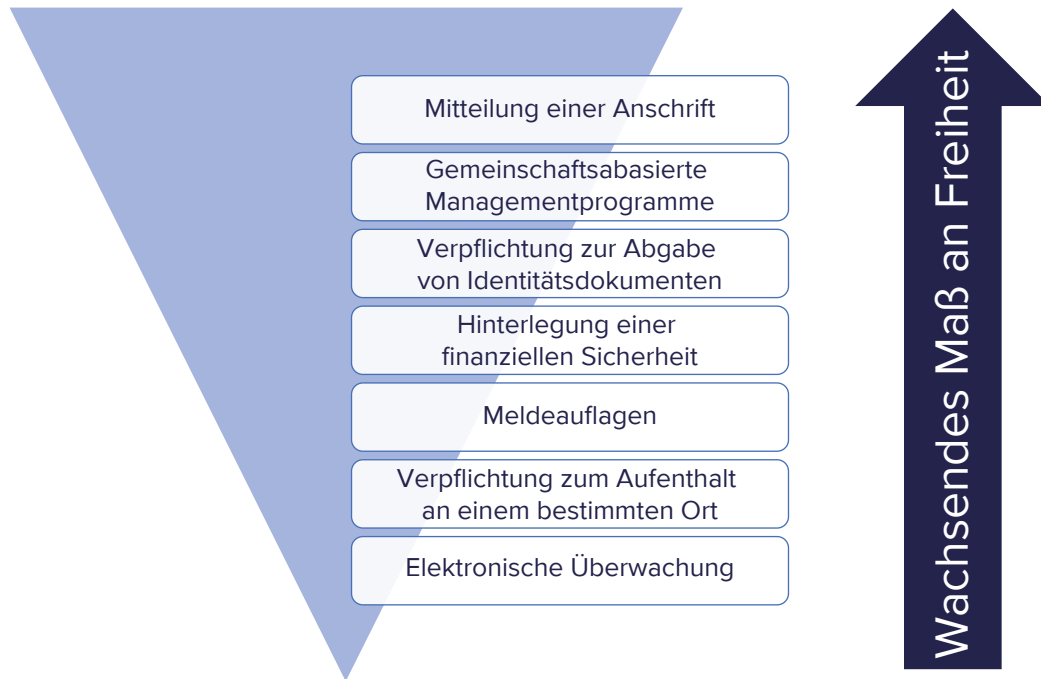 Mitteilung einer Anschrift
Gemeinschaftsabasierte
Managementprogramme
Verpflichtung zur Abgabe
von Identitätsdokumenten
Hinterlegung einer
finanziellen Sicherheit
Meldeauflagen
Verpflichtung zum Aufenthalt
an einem bestimmten Ort
Elektronische Überwachung
Wachsendes Maß an Freiheit